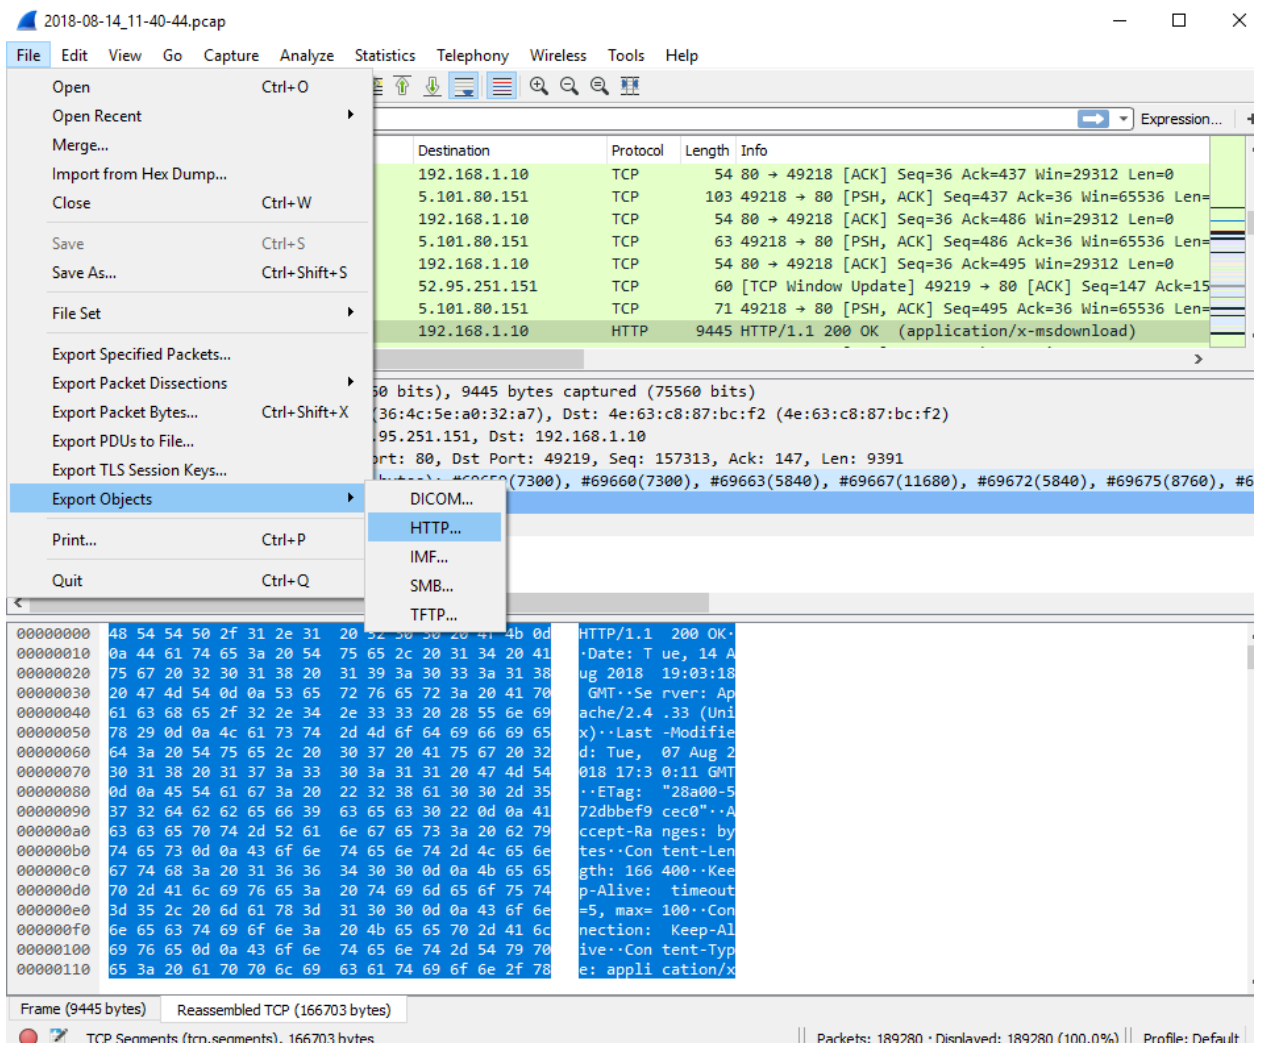 2018-08-14_11-40-44.pcap
File Edit View Go Capture Analyze Statistics Telephony Wireless Tools Help
Open Ctrl+O
Open Recent
Merge...
Import from Hex Dump...
Close Ctrl+W
Save Ctrl+S
Save As... Ctrl+Shift+S
File Set
Export Specified Packets...
Export Packet Dissections
Export Packet Bytes... Ctrl+Shift+X
Export PDUs to File...
Export TLS Session Keys...
Export Objects
Print... Ctrl+P
Quit Ctrl+Q
DICOM...
HTTP...
IMF...
SMB...
TFTP...
Expression... +
Destination Protocol Length Info
192.168.1.10 TCP 54 80 → 49218 [ACK] Seq=36 Ack=437 Win=29312 Len=0
5.101.80.151 TCP 103 49218 → 80 [PSH, ACK] Seq=437 Ack=36 Win=65536 Len=
192.168.1.10 TCP 54 80 → 49218 [ACK] Seq=36 Ack=486 Win=29312 Len=0
5.101.80.151 TCP 63 49218 → 80 [PSH, ACK] Seq=486 Ack=36 Win=65536 Len=
192.168.1.10 TCP 54 80 → 49218 [ACK] Seq=36 Ack=495 Win=29312 Len=0
52.95.251.151 TCP 60 [TCP Window Update] 49219 → 80 [ACK] Seq=147 Ack=15
5.101.80.151 TCP 71 49218 → 80 [PSH, ACK] Seq=495 Ack=36 Win=65536 Len=
192.168.1.10 HTTP 9445 HTTP/1.1 200 OK (application/x-msdownload)
60 bits), 9445 bytes captured (75560 bits)
(36:4c:5e:a0:32:a7), Dst: 4e:63:c8:87:bc:f2 (4e:63:c8:87:bc:f2)
.95.251.151, Dst: 192.168.1.10
ort: 80, Dst Port: 49219, Seq: 157313, Ack: 147, Len: 9391
#69659(7300), #69660(7300), #69663(5840), #69667(11680), #69672(5840), #69675(8760), #6
00000000 48 54 54 50 2f 31 2e 31 20 32 30 30 20 4f 4b 0d HTTP/1.1 200 OK·
00000010 0a 44 61 74 65 3a 20 54 75 65 2c 20 31 34 20 41 ·Date: T ue, 14 A
00000020 75 67 20 32 30 31 38 20 31 39 3a 30 33 3a 31 38 ug 2018 19:03:18
00000030 20 47 4d 54 0d 0a 53 65 72 76 65 72 3a 20 41 70 GMT··Se rver: Ap
00000040 61 63 68 65 2f 32 2e 34 2e 33 33 20 28 55 6e 69 ache/2.4 .33 (Uni
00000050 78 29 0d 0a 4c 61 73 74 2d 4d 6f 64 69 66 69 65 x)··Last -Modifie
00000060 64 3a 20 54 75 65 2c 20 30 37 20 41 75 67 20 32 d: Tue, 07 Aug 2
00000070 30 31 38 20 31 37 3a 33 30 3a 31 31 20 47 4d 54 018 17:3 0:11 GMT
00000080 0d 0a 45 54 61 67 3a 20 22 32 38 61 30 30 2d 35 ··ETag: "28a00-5
00000090 37 32 64 62 62 65 66 39 63 65 63 30 22 0d 0a 41 72dbbef9 cec0"··A
000000a0 63 63 65 70 74 2d 52 61 6e 67 65 73 3a 20 62 79 ccept-Ra nges: by
000000b0 74 65 73 0d 0a 43 6f 6e 74 65 6e 74 2d 4c 65 6e tes··Con tent-Len
000000c0 67 74 68 3a 20 31 36 36 34 30 30 0d 0a 4b 65 65 gth: 166 400··Kee
000000d0 70 2d 41 6c 69 76 65 3a 20 74 69 6d 65 6f 75 74 p-Alive: timeout
000000e0 3d 35 2c 20 6d 61 78 3d 31 30 30 0d 0a 43 6f 6e =5, max= 100··Con
000000f0 6e 65 63 74 69 6f 6e 3a 20 4b 65 65 70 2d 41 6c nection: Keep-Al
00000100 69 76 65 0d 0a 43 6f 6e 74 65 6e 74 2d 54 79 70 ive··Con tent-Typ
00000110 65 3a 20 61 70 70 6c 69 63 61 74 69 6f 6e 2f 78 e: appli cation/x
Frame (9445 bytes) Reassembled TCP (166703 bytes)
TCP Segments (tcp.segments), 166703 bytes Packets: 189280 · Displayed: 189280 (100.0%) Profile: Default